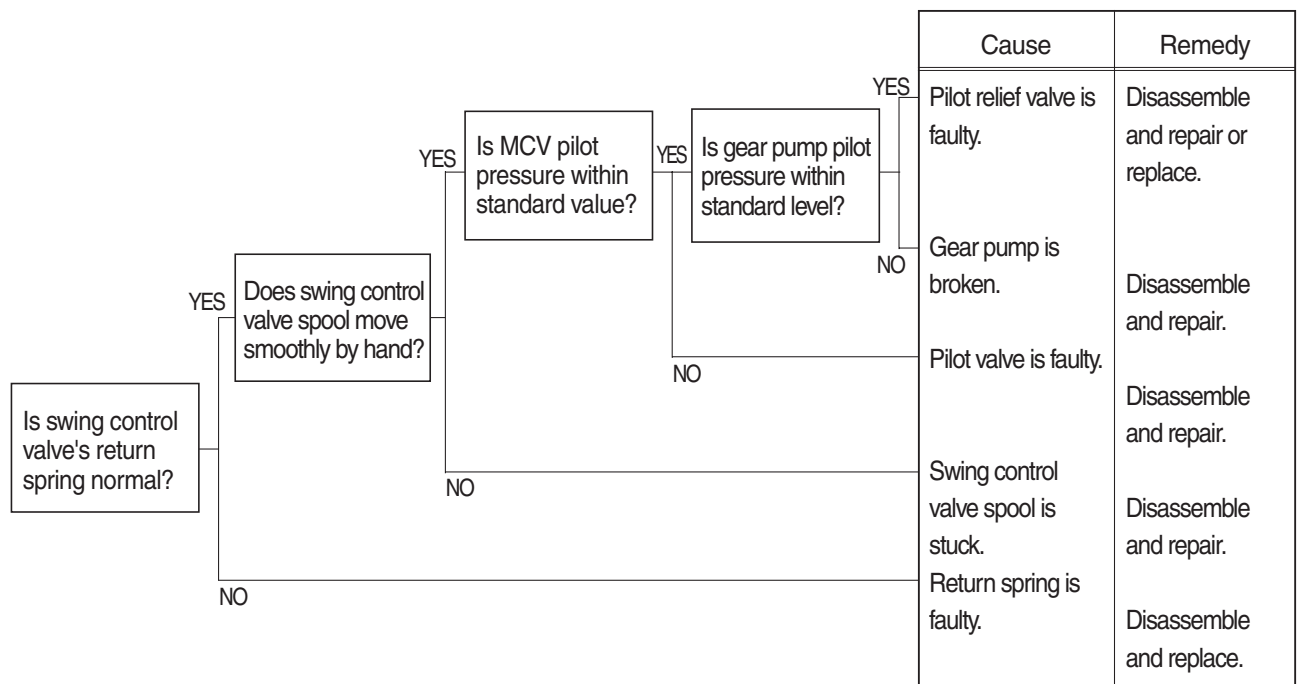 Cause
Remedy
YES
Pilot relief valve is
faulty.
Disassemble
and repair or
replace.
YES
Is MCV pilot
pressure within
standard value?
YES
Is gear pump pilot
pressure within
standard level?
NO
Gear pump is
broken.
Disassemble
and repair.
YES
Does swing control
valve spool move
smoothly by hand?
NO
Pilot valve is faulty.
Disassemble
and repair.
Is swing control
valve's return
spring normal?
NO
Swing control
valve spool is
stuck.
Disassemble
and repair.
NO
Return spring is
faulty.
Disassemble
and replace.